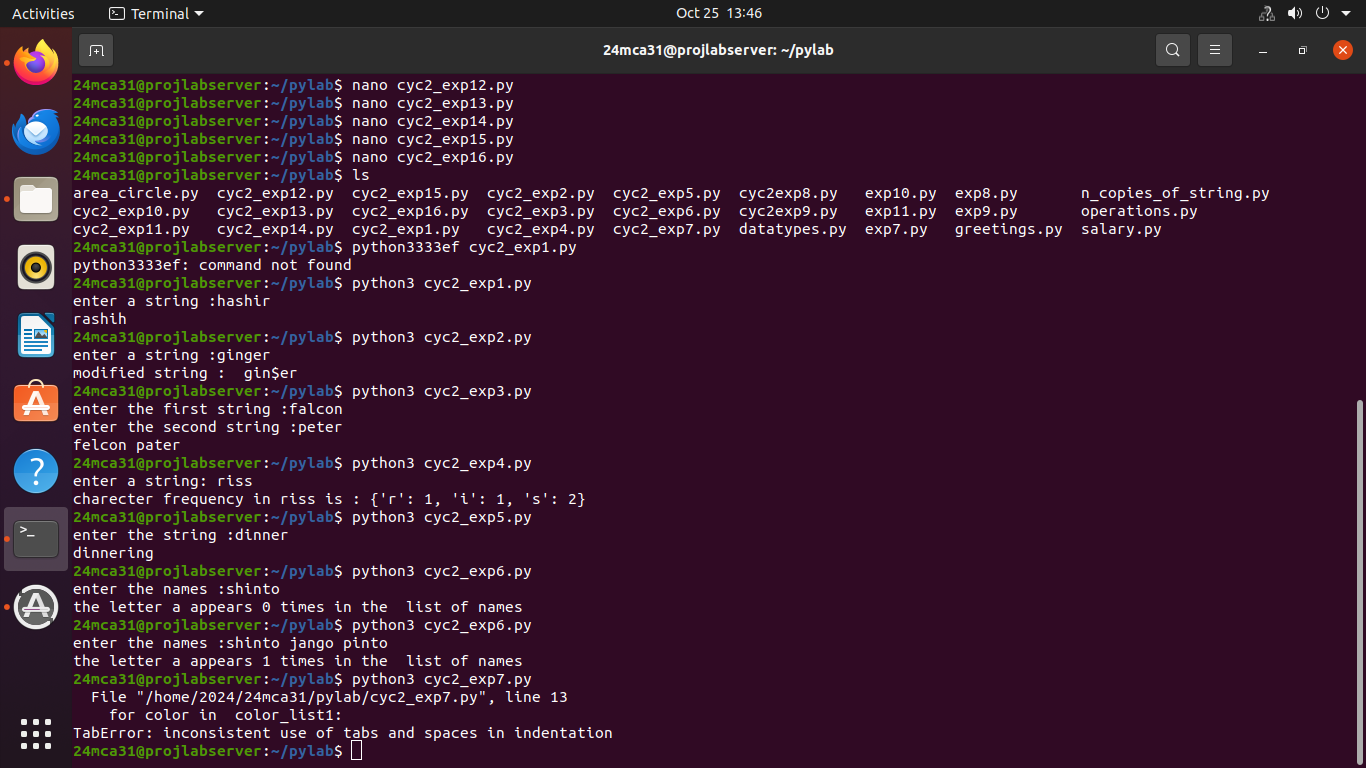 Activities
Terminal
Oct 25 13:46
24mca31@projlabserver: ~/pylab
24mca31@projlabserver:~/pylab$ nano cyc2_exp12.py
24mca31@projlabserver:~/pylab$ nano cyc2_exp13.py
24mca31@projlabserver:~/pylab$ nano cyc2_exp14.py
24mca31@projlabserver:~/pylab$ nano cyc2_exp15.py
24mca31@projlabserver:~/pylab$ nano cyc2_exp16.py
24mca31@projlabserver:~/pylab$ ls
area_circle.py  cyc2_exp12.py  cyc2_exp15.py  cyc2_exp2.py  cyc2_exp5.py  cyc2exp8.py   exp10.py  exp8.py       n_copies_of_string.py
cyc2_exp10.py   cyc2_exp13.py  cyc2_exp16.py  cyc2_exp3.py  cyc2_exp6.py  cyc2exp9.py   exp11.py  exp9.py       operations.py
cyc2_exp11.py   cyc2_exp14.py  cyc2_exp1.py   cyc2_exp4.py  cyc2_exp7.py  datatypes.py  exp7.py   greetings.py  salary.py
24mca31@projlabserver:~/pylab$ python3333ef cyc2_exp1.py
python3333ef: command not found
24mca31@projlabserver:~/pylab$ python3 cyc2_exp1.py
enter a string :hashir
rashih
24mca31@projlabserver:~/pylab$ python3 cyc2_exp2.py
enter a string :ginger
modified string :  gin$er
24mca31@projlabserver:~/pylab$ python3 cyc2_exp3.py
enter the first string :falcon
enter the second string :peter
felcon pater
24mca31@projlabserver:~/pylab$ python3 cyc2_exp4.py
enter a string: riss
charecter frequency in riss is : {'r': 1, 'i': 1, 's': 2}
24mca31@projlabserver:~/pylab$ python3 cyc2_exp5.py
enter the string :dinner
dinnering
24mca31@projlabserver:~/pylab$ python3 cyc2_exp6.py
enter the names :shinto
the letter a appears 0 times in the  list of names
24mca31@projlabserver:~/pylab$ python3 cyc2_exp6.py
enter the names :shinto jango pinto
the letter a appears 1 times in the  list of names
24mca31@projlabserver:~/pylab$ python3 cyc2_exp7.py
  File "/home/2024/24mca31/pylab/cyc2_exp7.py", line 13
    for color in  color_list1:
TabError: inconsistent use of tabs and spaces in indentation
24mca31@projlabserver:~/pylab$